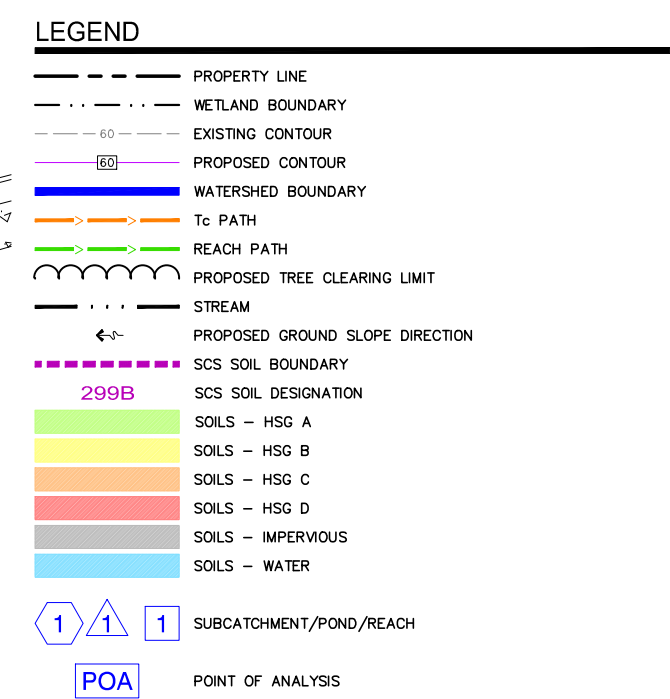 LEGEND
PROPERTY LINE
WETLAND BOUNDARY
60 EXISTING CONTOUR
60 PROPOSED CONTOUR
WATERSHED BOUNDARY
Tc PATH
REACH PATH
PROPOSED TREE CLEARING LIMIT
STREAM
PROPOSED GROUND SLOPE DIRECTION
SCS SOIL BOUNDARY
299B SCS SOIL DESIGNATION
SOILS – HSG A
SOILS – HSG B
SOILS – HSG C
SOILS – HSG D
SOILS – IMPERVIOUS
SOILS – WATER
1 1 1 SUBCATCHMENT/POND/REACH
POA POINT OF ANALYSIS